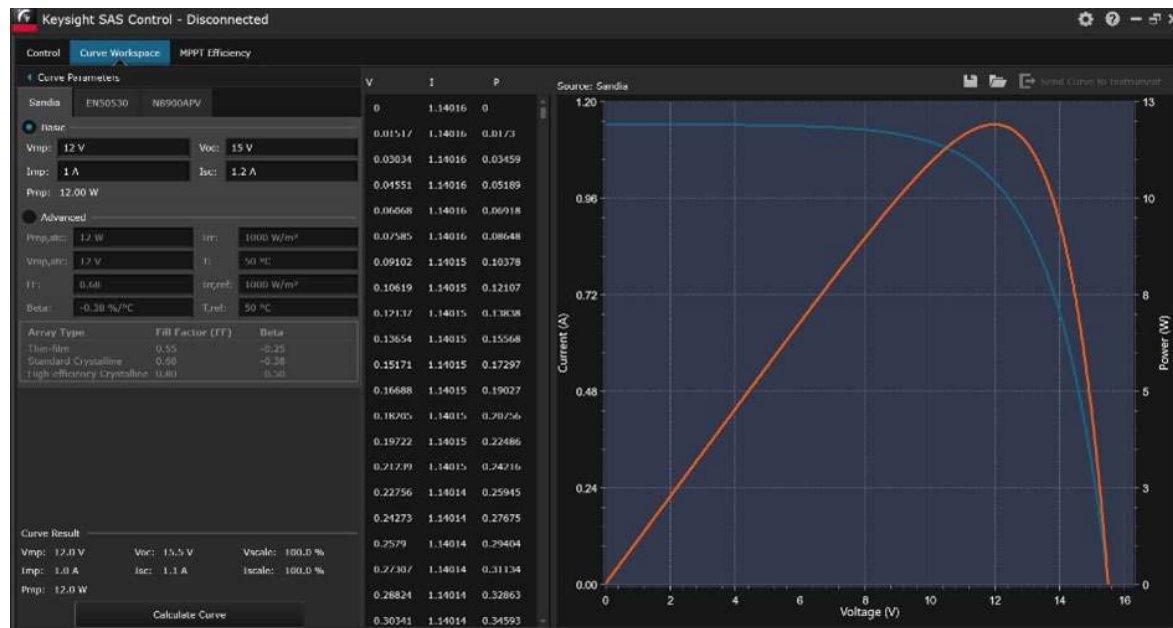 Keysight SAS Control - Disconnected
Control Curve Workspace MPPT Efficiency
Curve Parameters
Sandia EN50530 N8900APV
Basic
Vmp: 12 V Voc: 15 V
Imp: 1 A Isc: 1.2 A
Pmp: 12.00 W
Advanced
Pmp,stc: 12 W Irr: 1000 W/m²
Vmp,stc: 12 V T: 50 °C
FF: 0.68 Irr,ref: 1000 W/m²
Beta: -0.38 %/°C T,ref: 50 °C
Array Type Fill Factor (FF) Beta
Thin-film 0.55 -0.25
Standard Crystalline 0.68 -0.38
High efficiency Crystalline 0.80 -0.50
Curve Result
Vmp: 12.0 V Voc: 15.5 V Vscale: 100.0 %
Imp: 1.0 A Isc: 1.1 A Iscale: 100.0 %
Pmp: 12.0 W
Calculate Curve
V I P
0 1.14016 0
0.01517 1.14016 0.0173
0.03034 1.14016 0.03459
0.04551 1.14016 0.05189
0.06068 1.14016 0.06918
0.07585 1.14016 0.08648
0.09102 1.14015 0.10378
0.10619 1.14015 0.12107
0.12137 1.14015 0.13838
0.13654 1.14015 0.15568
0.15171 1.14015 0.17297
0.16688 1.14015 0.19027
0.18205 1.14015 0.20756
0.19722 1.14015 0.22486
0.21239 1.14015 0.24216
0.22756 1.14014 0.25945
0.24273 1.14014 0.27675
0.2579 1.14014 0.29404
0.27307 1.14014 0.31134
0.28824 1.14014 0.32863
0.30341 1.14014 0.34593
Source: Sandia
Send Curve to Instrument
1.20 13
0.96 10
0.72 8
0.48 5
0.24 3
0.00 0
Current (A)
Power (W)
0 2 4 6 8 10 12 14 16
Voltage (V)